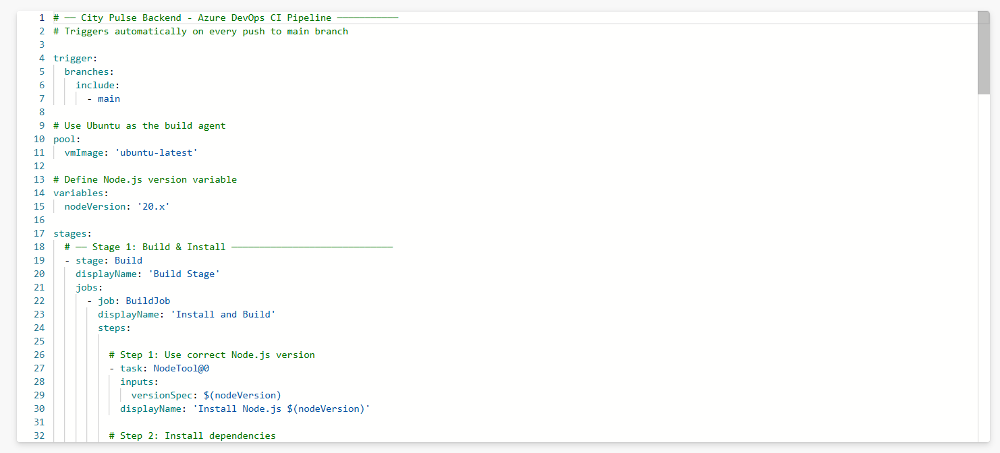 1 # ── City Pulse Backend - Azure DevOps CI Pipeline ───────────
2 # Triggers automatically on every push to main branch
3
4 trigger:
5   branches:
6     include:
7       - main
8
9 # Use Ubuntu as the build agent
10 pool:
11   vmImage: 'ubuntu-latest'
12
13 # Define Node.js version variable
14 variables:
15   nodeVersion: '20.x'
16
17 stages:
18   # ── Stage 1: Build & Install ─────────────────────────────
19   - stage: Build
20     displayName: 'Build Stage'
21     jobs:
22       - job: BuildJob
23         displayName: 'Install and Build'
24         steps:
25
26           # Step 1: Use correct Node.js version
27           - task: NodeTool@0
28             inputs:
29               versionSpec: $(nodeVersion)
30             displayName: 'Install Node.js $(nodeVersion)'
31
32           # Step 2: Install dependencies